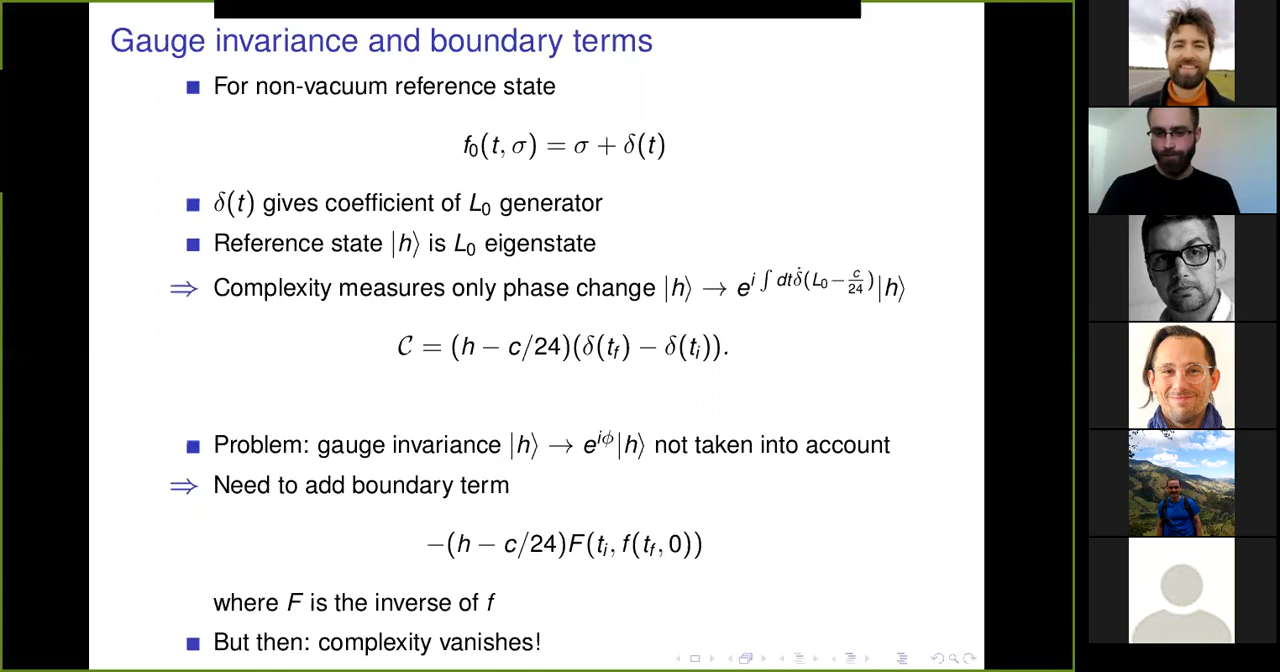 Gauge invariance and boundary terms
For non-vacuum reference state
f₀(t, σ) = σ + δ(t)
δ(t) gives coefficient of L₀ generator
Reference state |h⟩ is L₀ eigenstate
⇒ Complexity measures only phase change |h⟩ → e^{i ∫ dt δ̇(L₀ − c/24)}|h⟩
𝒞 = (h − c/24)(δ(t_f) − δ(t_i)).
Problem: gauge invariance |h⟩ → e^{iϕ}|h⟩ not taken into account
⇒ Need to add boundary term
−(h − c/24)F(t_i, f(t_f, 0))
where F is the inverse of f
But then: complexity vanishes!